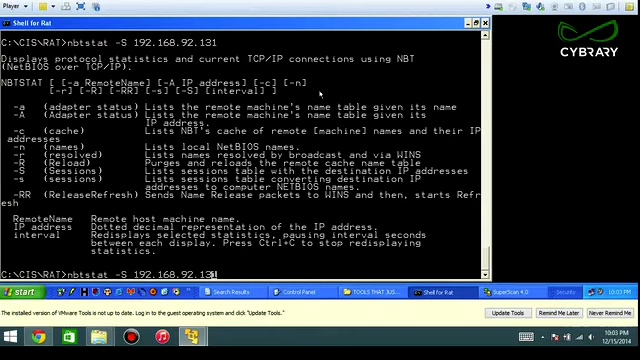 Player
Shell for Rat
C:\CIS\RAT>nbtstat -S 192.168.92.131
Displays protocol statistics and current TCP/IP connections using NBT
(NetBIOS over TCP/IP).
NBTSTAT [ [-a RemoteName] [-A IP address] [-c] [-n]
[-r] [-R] [-RR] [-s] [-S] [interval] ]
-a (adapter status) Lists the remote machine's name table given its name
-A (Adapter status) Lists the remote machine's name table given its
IP address.
-c (cache) Lists NBT's cache of remote [machine] names and their IP
addresses
-n (names) Lists local NetBIOS names.
-r (resolved) Lists names resolved by broadcast and via WINS
-R (Reload) Purges and reloads the remote cache name table
-S (Sessions) Lists sessions table with the destination IP addresses
-s (sessions) Lists sessions table converting destination IP
addresses to computer NETBIOS names.
-RR (ReleaseRefresh) Sends Name Release packets to WINS and then, starts Refr
esh
RemoteName Remote host machine name.
IP address Dotted decimal representation of the IP address.
interval Redisplays selected statistics, pausing interval seconds
between each display. Press Ctrl+C to stop redisplaying
statistics.
C:\CIS\RAT>nbtstat -S 192.168.92.131
CYBRARY
start
Search Results
Control Panel
TOOLS THAT JUS...
Shell for Rat
SuperScan 4.0
Security
10:03 PM
The installed version of VMware Tools is not up to date. Log in to the guest operating system and click "Update Tools".
Update Tools
Remind Me Later
Never Remind Me
10:03 PM
12/15/2014